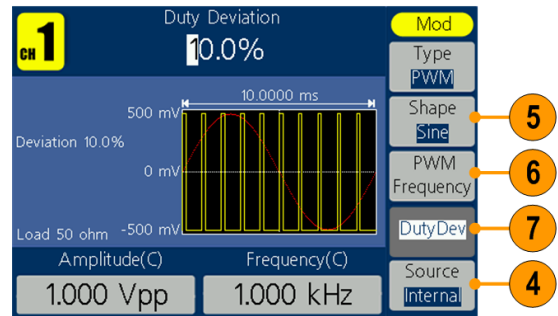 CH 1
Duty Deviation
10.0%
Mod
Type
PWM
Shape
Sine
5
PWM
Frequency
6
DutyDev
7
Source
Internal
4
10.0000 ms
500 mV
Deviation 10.0%
0 mV
Load 50 ohm
-500 mV
Amplitude(C)
1.000 Vpp
Frequency(C)
1.000 kHz